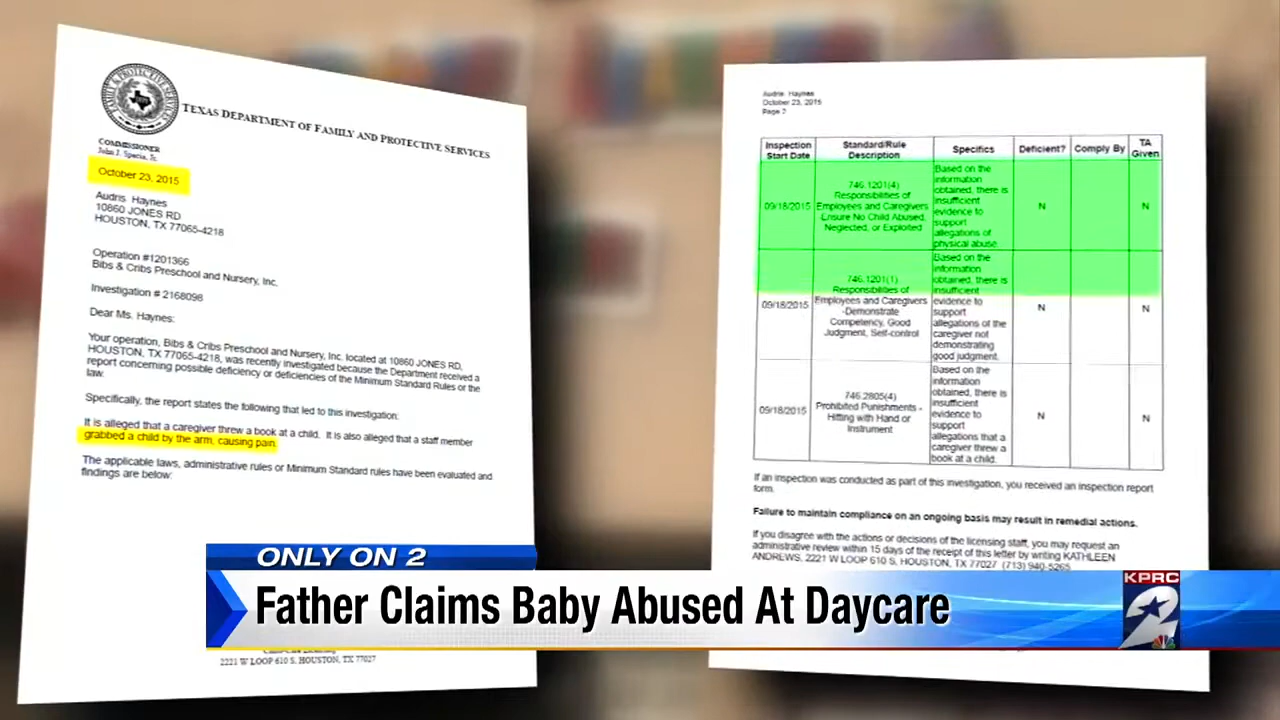 TEXAS DEPARTMENT OF FAMILY AND PROTECTIVE SERVICES
COMMISSIONER
John J. Specia, Jr.
October 23, 2015
Audris Haynes
10860 JONES RD
HOUSTON, TX 77065-4218
Operation #1201366
Bibs & Cribs Preschool and Nursery, Inc.
Investigation # 2168098
Dear Ms. Haynes:
Your operation, Bibs & Cribs Preschool and Nursery, Inc. located at 10860 JONES RD,
HOUSTON, TX 77065-4218, was recently investigated because the Department received a
report concerning possible deficiency or deficiencies of the Minimum Standard Rules or the
law.
Specifically, the report states the following that led to this investigation:
It is alleged that a caregiver threw a book at a child. It is also alleged that a staff member
grabbed a child by the arm, causing pain.
The applicable laws, administrative rules or Minimum Standard rules have been evaluated and
findings are below:
2221 W LOOP 610 S, HOUSTON, TX 77027
Audris Haynes
October 23, 2015
Page 2
Inspection Start Date
Standard/Rule Description
Specifics
Deficient?
Comply By
TA Given
09/18/2015
746.1201(4)
Responsibilities of
Employees and Caregivers
-Ensure No Child Abused,
Neglected, or Exploited
Based on the
information
obtained, there is
insufficient
evidence to
support
allegations of
physical abuse.
N
N
09/18/2015
746.1201(1)
Responsibilities of
Employees and Caregivers
-Demonstrate
Competency, Good
Judgment, Self-control
Based on the
information
obtained, there is
insufficient
evidence to
support
allegations of the
caregiver not
demonstrating
good judgment.
N
N
09/18/2015
746.2805(4)
Prohibited Punishments -
Hitting with Hand or
Instrument
Based on the
information
obtained, there is
insufficient
evidence to
support
allegations that a
caregiver threw a
book at a child.
N
N
If an inspection was conducted as part of this investigation, you received an inspection report
form.
Failure to maintain compliance on an ongoing basis may result in remedial actions.
If you disagree with the actions or decisions of the licensing staff, you may request an
administrative review within 15 days of the receipt of this letter by writing KATHLEEN
ANDREWS, 2221 W LOOP 610 S, HOUSTON, TX 77027 (713) 940-5265
ONLY ON 2
Father Claims Baby Abused At Daycare
KPRC
2